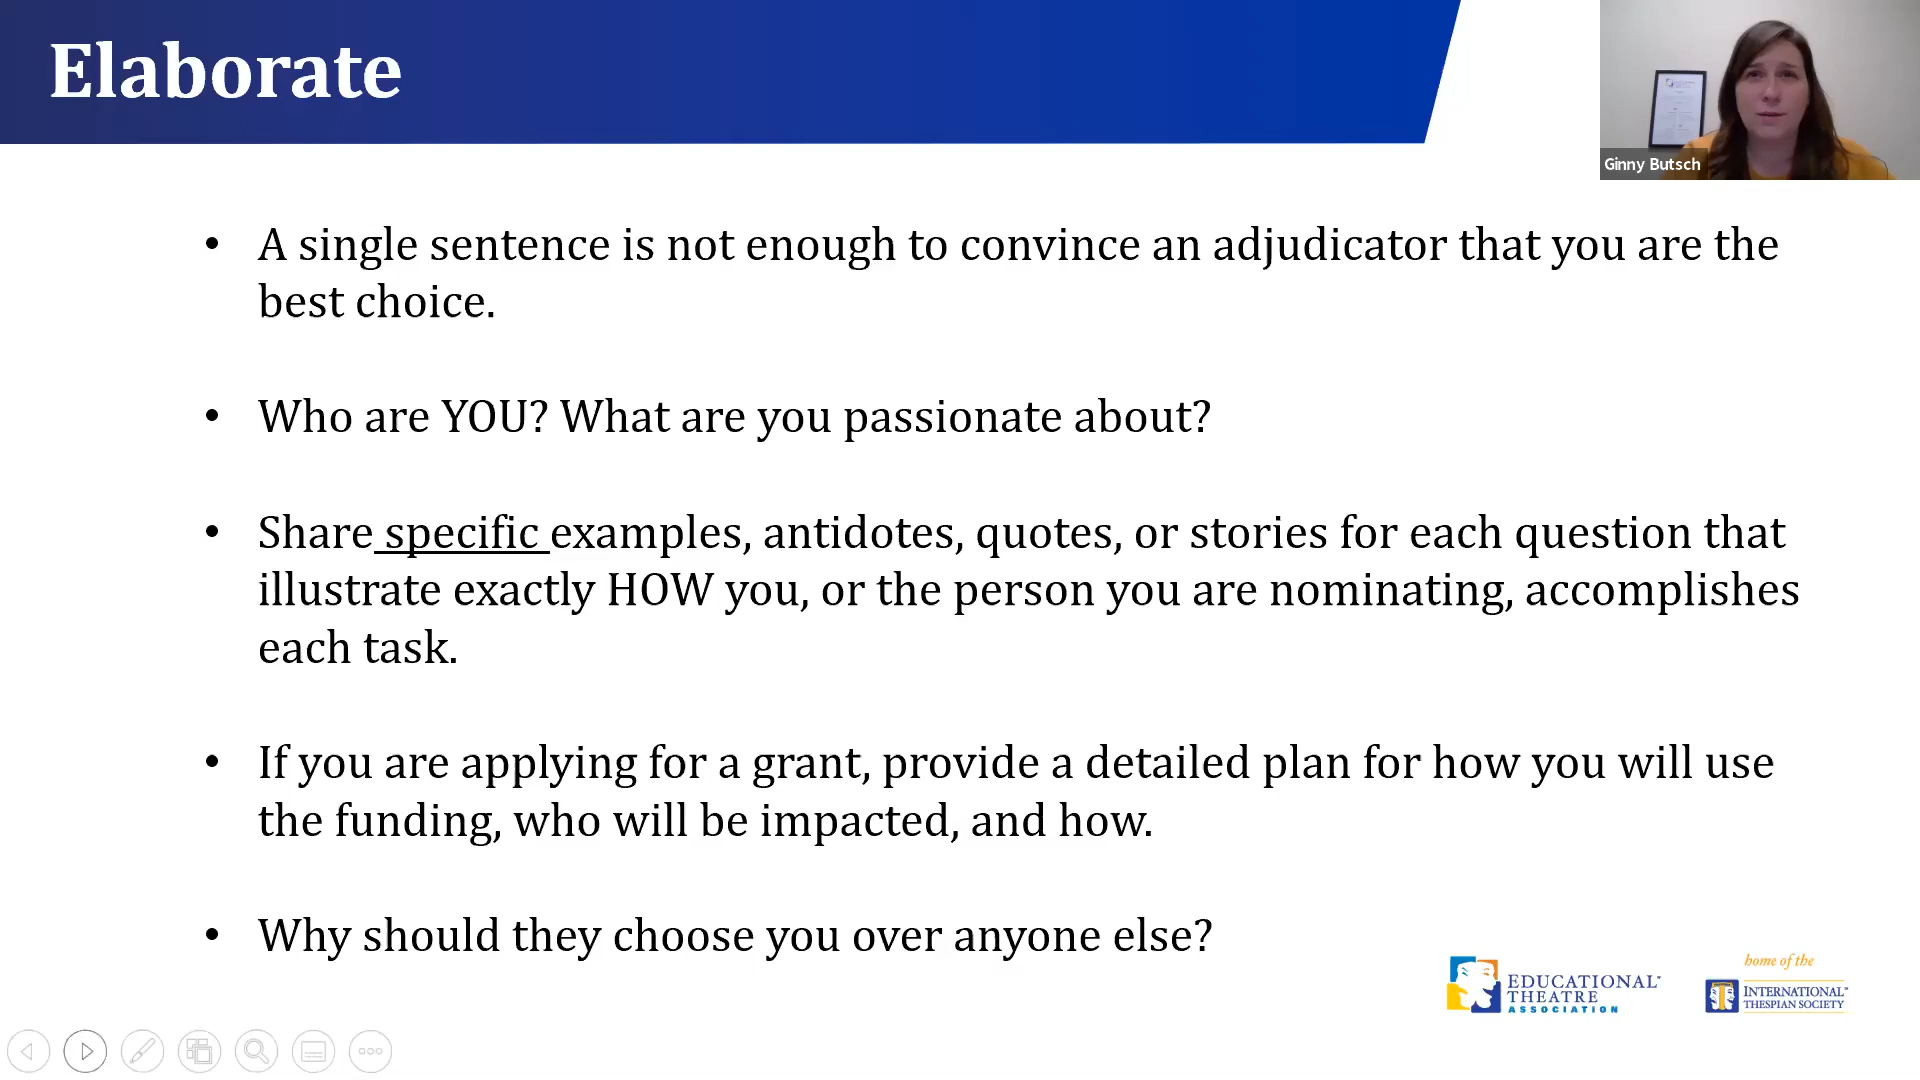 Elaborate
Ginny Butsch
• A single sentence is not enough to convince an adjudicator that you are the
best choice.
• Who are YOU? What are you passionate about?
• Share specific examples, antidotes, quotes, or stories for each question that
illustrate exactly HOW you, or the person you are nominating, accomplishes
each task.
• If you are applying for a grant, provide a detailed plan for how you will use
the funding, who will be impacted, and how.
• Why should they choose you over anyone else?
EDUCATIONAL
THEATRE
ASSOCIATION
home of the
INTERNATIONAL
THESPIAN SOCIETY